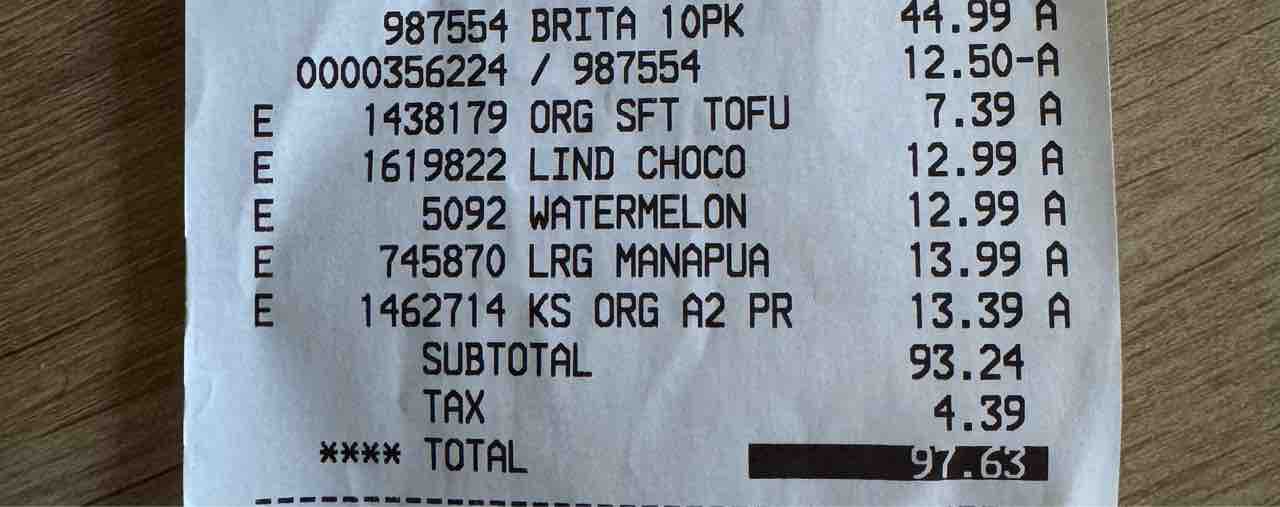 987554 BRITA 10PK 44.99 A
0000356224 / 987554 12.50-A
E 1438179 ORG SFT TOFU 7.39 A
E 1619822 LIND CHOCO 12.99 A
E 5092 WATERMELON 12.99 A
E 745870 LRG MANAPUA 13.99 A
E 1462714 KS ORG A2 PR 13.39 A
SUBTOTAL 93.24
TAX 4.39
**** TOTAL 97.63